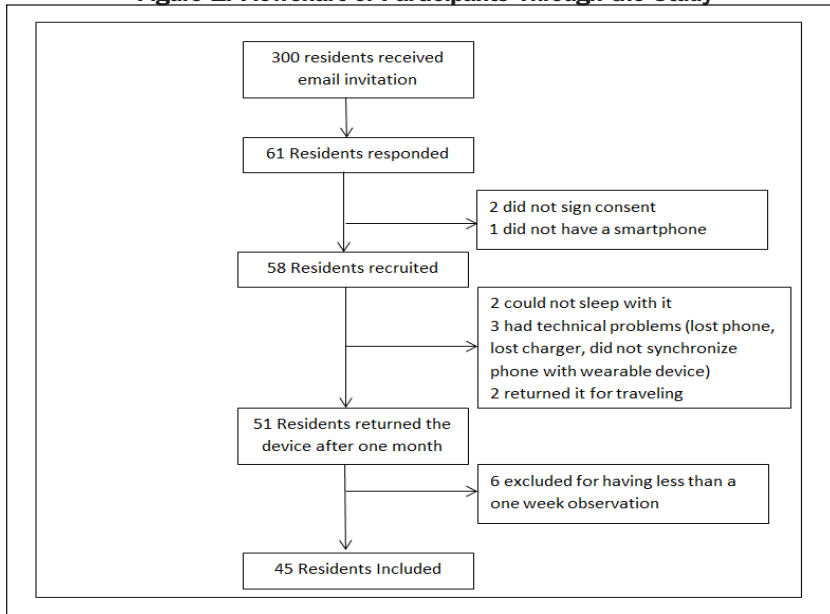 Figure 2. Flowchart of Participants Through the Study
300 residents received
email invitation
61 Residents responded
2 did not sign consent
1 did not have a smartphone
58 Residents recruited
2 could not sleep with it
3 had technical problems (lost phone,
lost charger, did not synchronize
phone with wearable device)
2 returned it for traveling
51 Residents returned the
device after one month
6 excluded for having less than a
one week observation
45 Residents Included